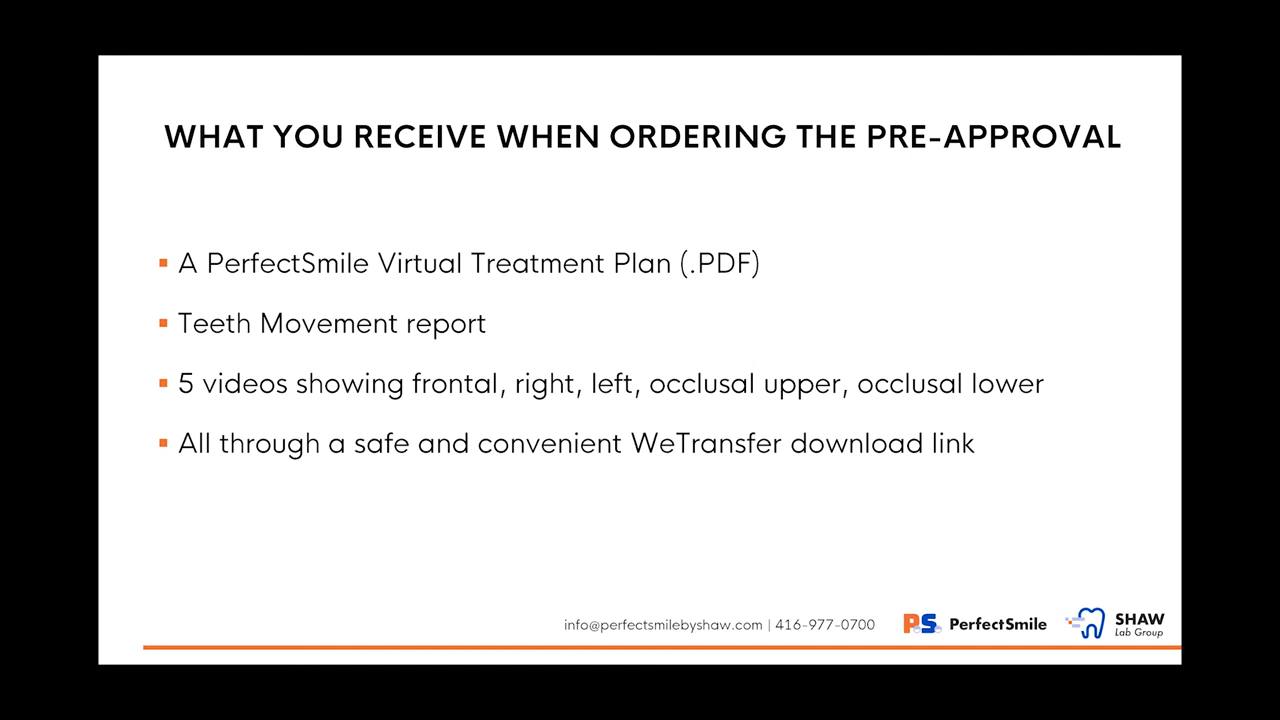 WHAT YOU RECEIVE WHEN ORDERING THE PRE-APPROVAL
A PerfectSmile Virtual Treatment Plan (.PDF)
Teeth Movement report
5 videos showing frontal, right, left, occlusal upper, occlusal lower
All through a safe and convenient WeTransfer download link
info@perfectsmilebyshaw.com | 416-977-0700
PS PerfectSmile
SHAW
Lab Group